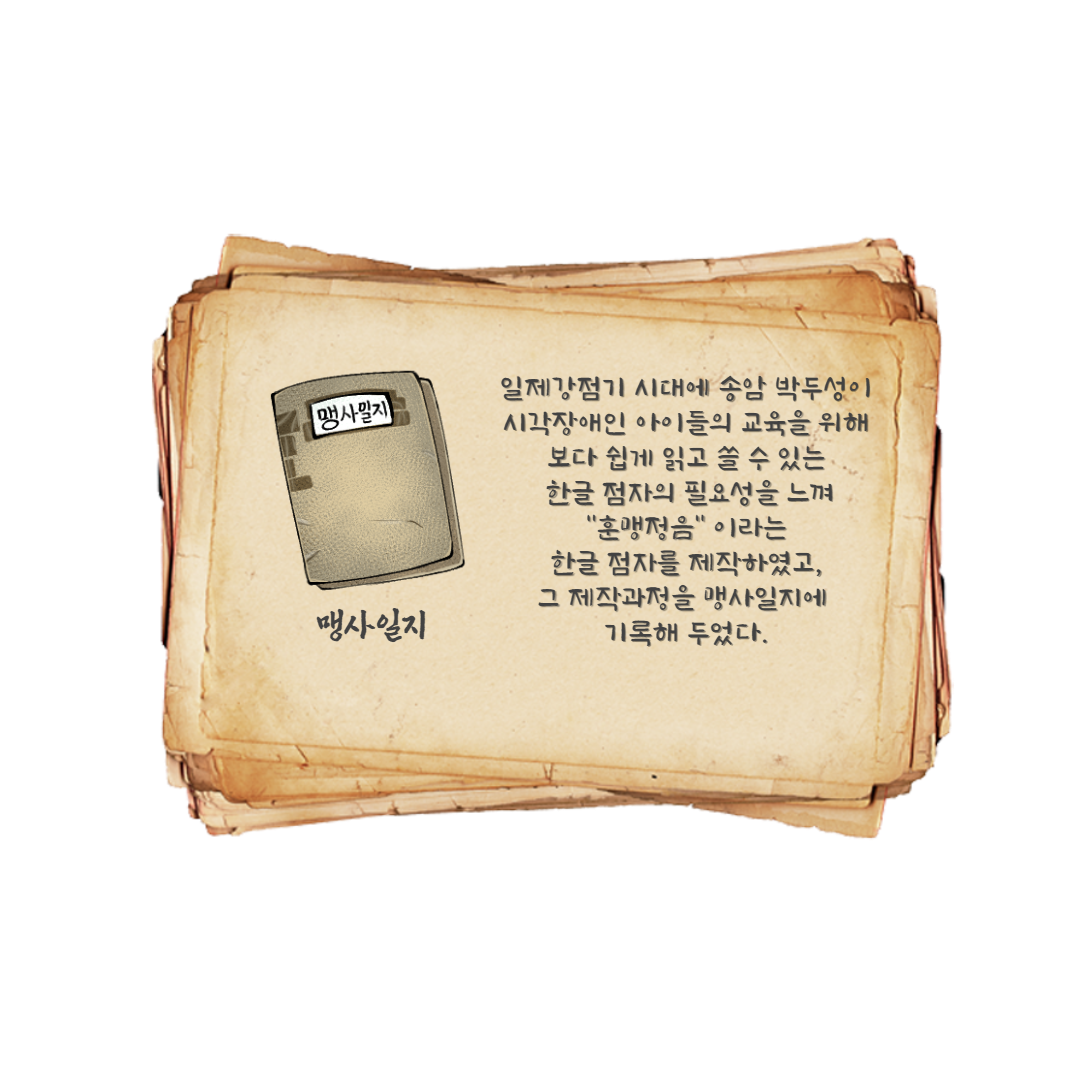 맹사일지
맹사일지
일제강점기 시대에 송암 박두성이
시각장애인 아이들의 교육을 위해
보다 쉽게 읽고 쓸 수 있는
한글 점자의 필요성을 느껴
"훈맹정음" 이라는
한글 점자를 제작하였고,
그 제작과정을 맹사일지에
기록해 두었다.